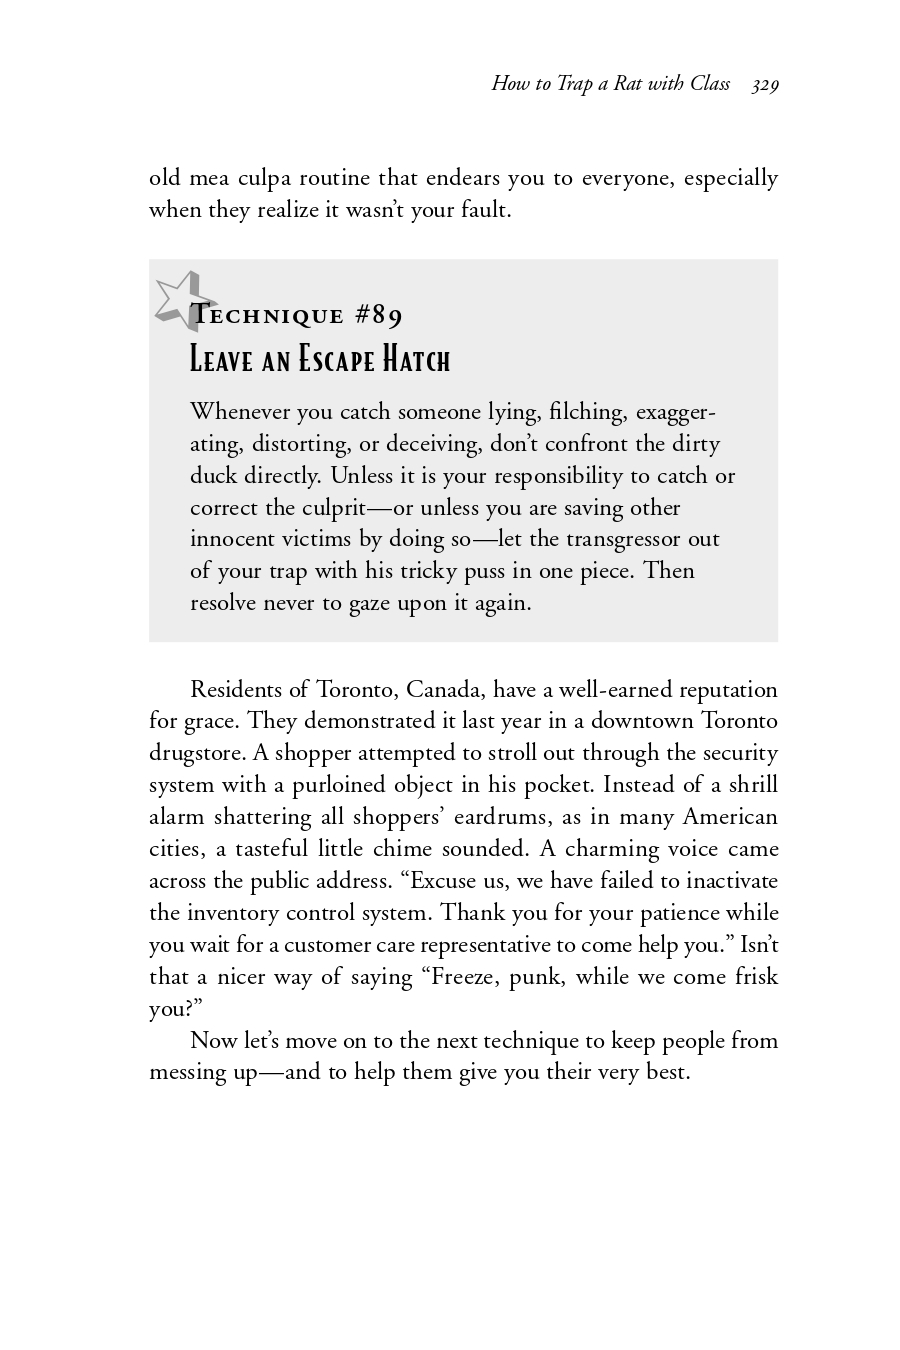 How to Trap a Rat with Class 329
old mea culpa routine that endears you to everyone, especially
when they realize it wasn’t your fault.
Technique #89
Leave an Escape Hatch
Whenever you catch someone lying, filching, exagger-
ating, distorting, or deceiving, don’t confront the dirty
duck directly. Unless it is your responsibility to catch or
correct the culprit—or unless you are saving other
innocent victims by doing so—let the transgressor out
of your trap with his tricky puss in one piece. Then
resolve never to gaze upon it again.
Residents of Toronto, Canada, have a well-earned reputation
for grace. They demonstrated it last year in a downtown Toronto
drugstore. A shopper attempted to stroll out through the security
system with a purloined object in his pocket. Instead of a shrill
alarm shattering all shoppers’ eardrums, as in many American
cities, a tasteful little chime sounded. A charming voice came
across the public address. “Excuse us, we have failed to inactivate
the inventory control system. Thank you for your patience while
you wait for a customer care representative to come help you.” Isn’t
that a nicer way of saying “Freeze, punk, while we come frisk
you?”
Now let’s move on to the next technique to keep people from
messing up—and to help them give you their very best.